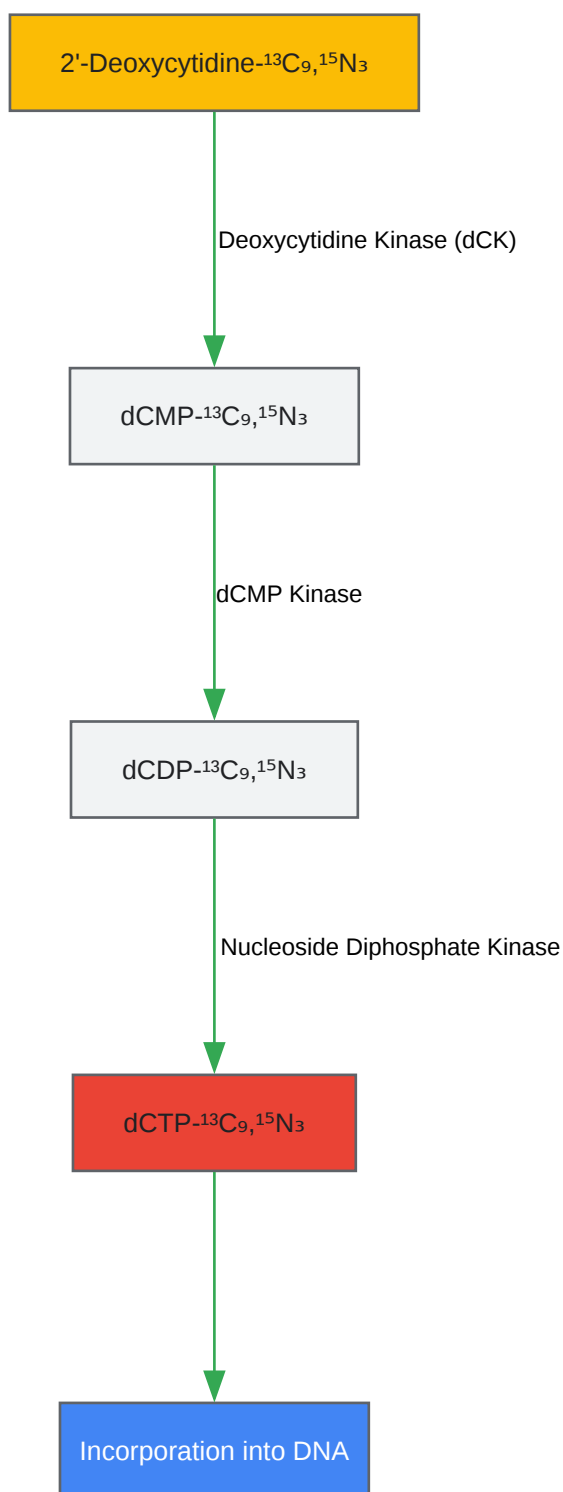 2'-Deoxycytidine-¹³C₉,¹⁵N₃
Deoxycytidine Kinase (dCK)
dCMP-¹³C₉,¹⁵N₃
dCMP Kinase
dCDP-¹³C₉,¹⁵N₃
Nucleoside Diphosphate Kinase
dCTP-¹³C₉,¹⁵N₃
Incorporation into DNA